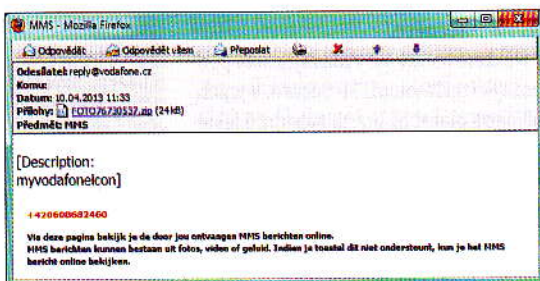 MMS - Mozilla Firefox
Odpovědět Odpovědět všem Přeposlat
Odesílatel: reply@vodafone.cz
Komu:
Datum: 10.04.2013 11:33
Přílohy: FOTO76730537.zip (24kB)
Předmět: MMS
[Description:
myvodafoneicon]
+420608692460
Via deze pagina bekijk je de door jou ontvangen MMS berichten online.
MMS berichten kunnen bestaan uit fotos, video of geluid. Indien je toestel dit niet ondersteunt, kun je het MMS
bericht online bekijken.